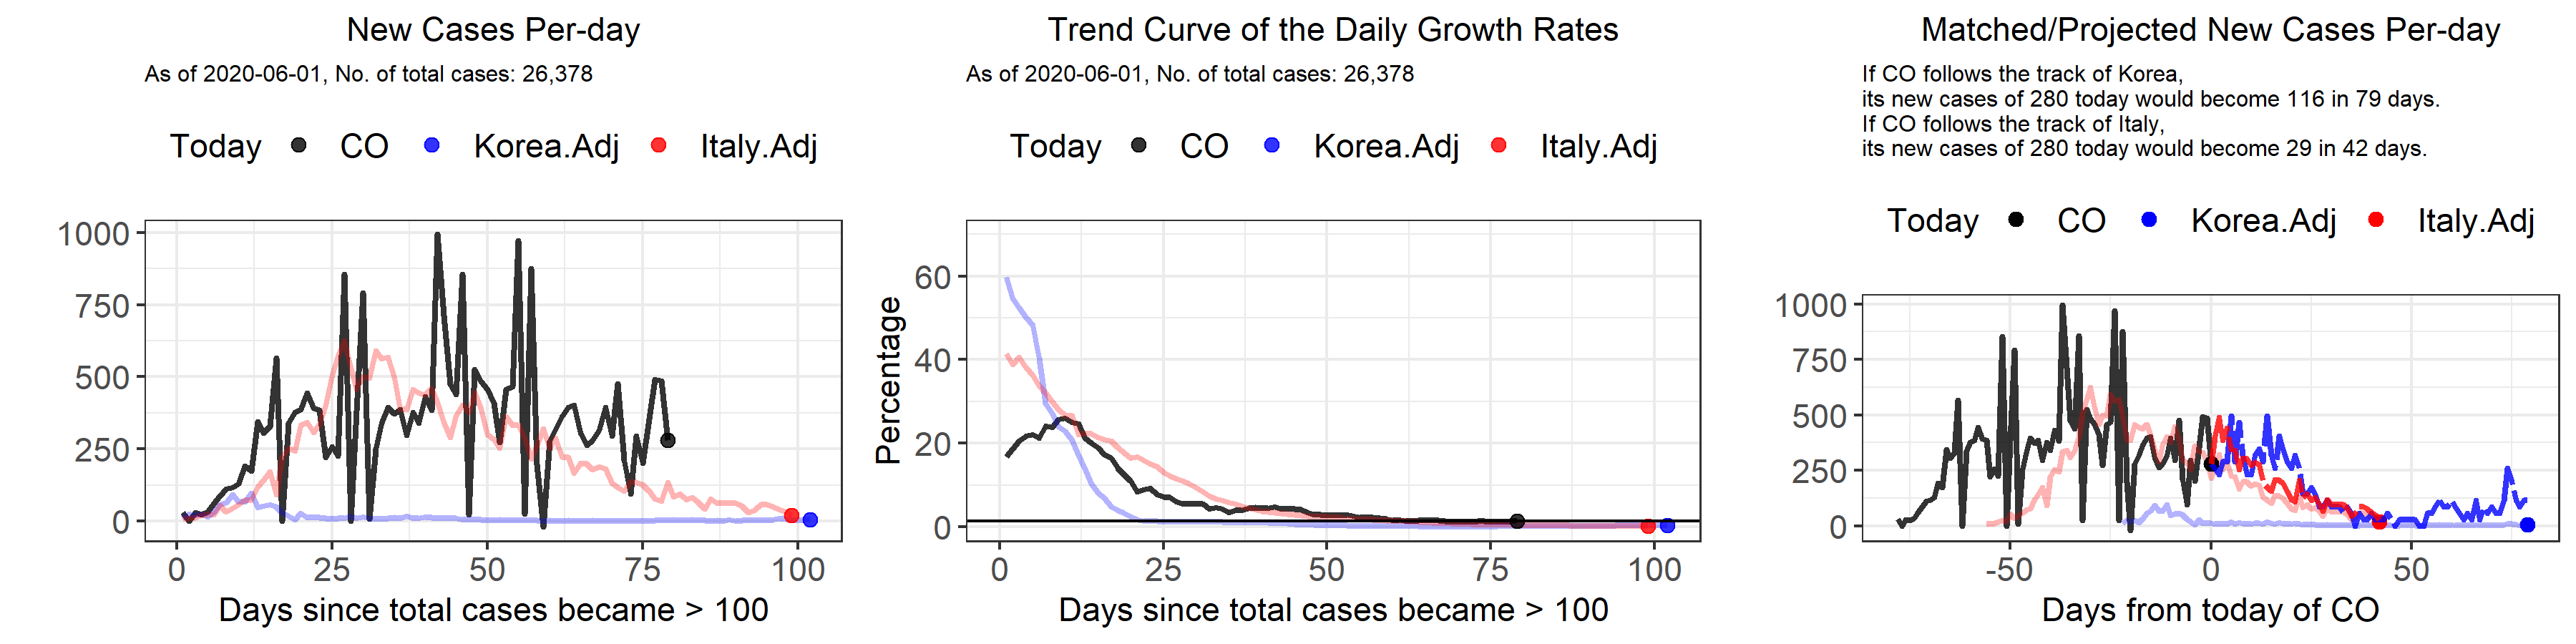 New Cases Per-day
As of 2020-06-01, No. of total cases: 26,378
Today CO Korea.Adj Italy.Adj
1000
750
500
250
0
0 25 50 75 100
Days since total cases became > 100
Trend Curve of the Daily Growth Rates
As of 2020-06-01, No. of total cases: 26,378
Today CO Korea.Adj Italy.Adj
Percentage
60
40
20
0
0 25 50 75 100
Days since total cases became > 100
Matched/Projected New Cases Per-day
If CO follows the track of Korea,
its new cases of 280 today would become 116 in 79 days.
If CO follows the track of Italy,
its new cases of 280 today would become 29 in 42 days.
Today CO Korea.Adj Italy.Adj
1000
750
500
250
0
-50 0 50
Days from today of CO